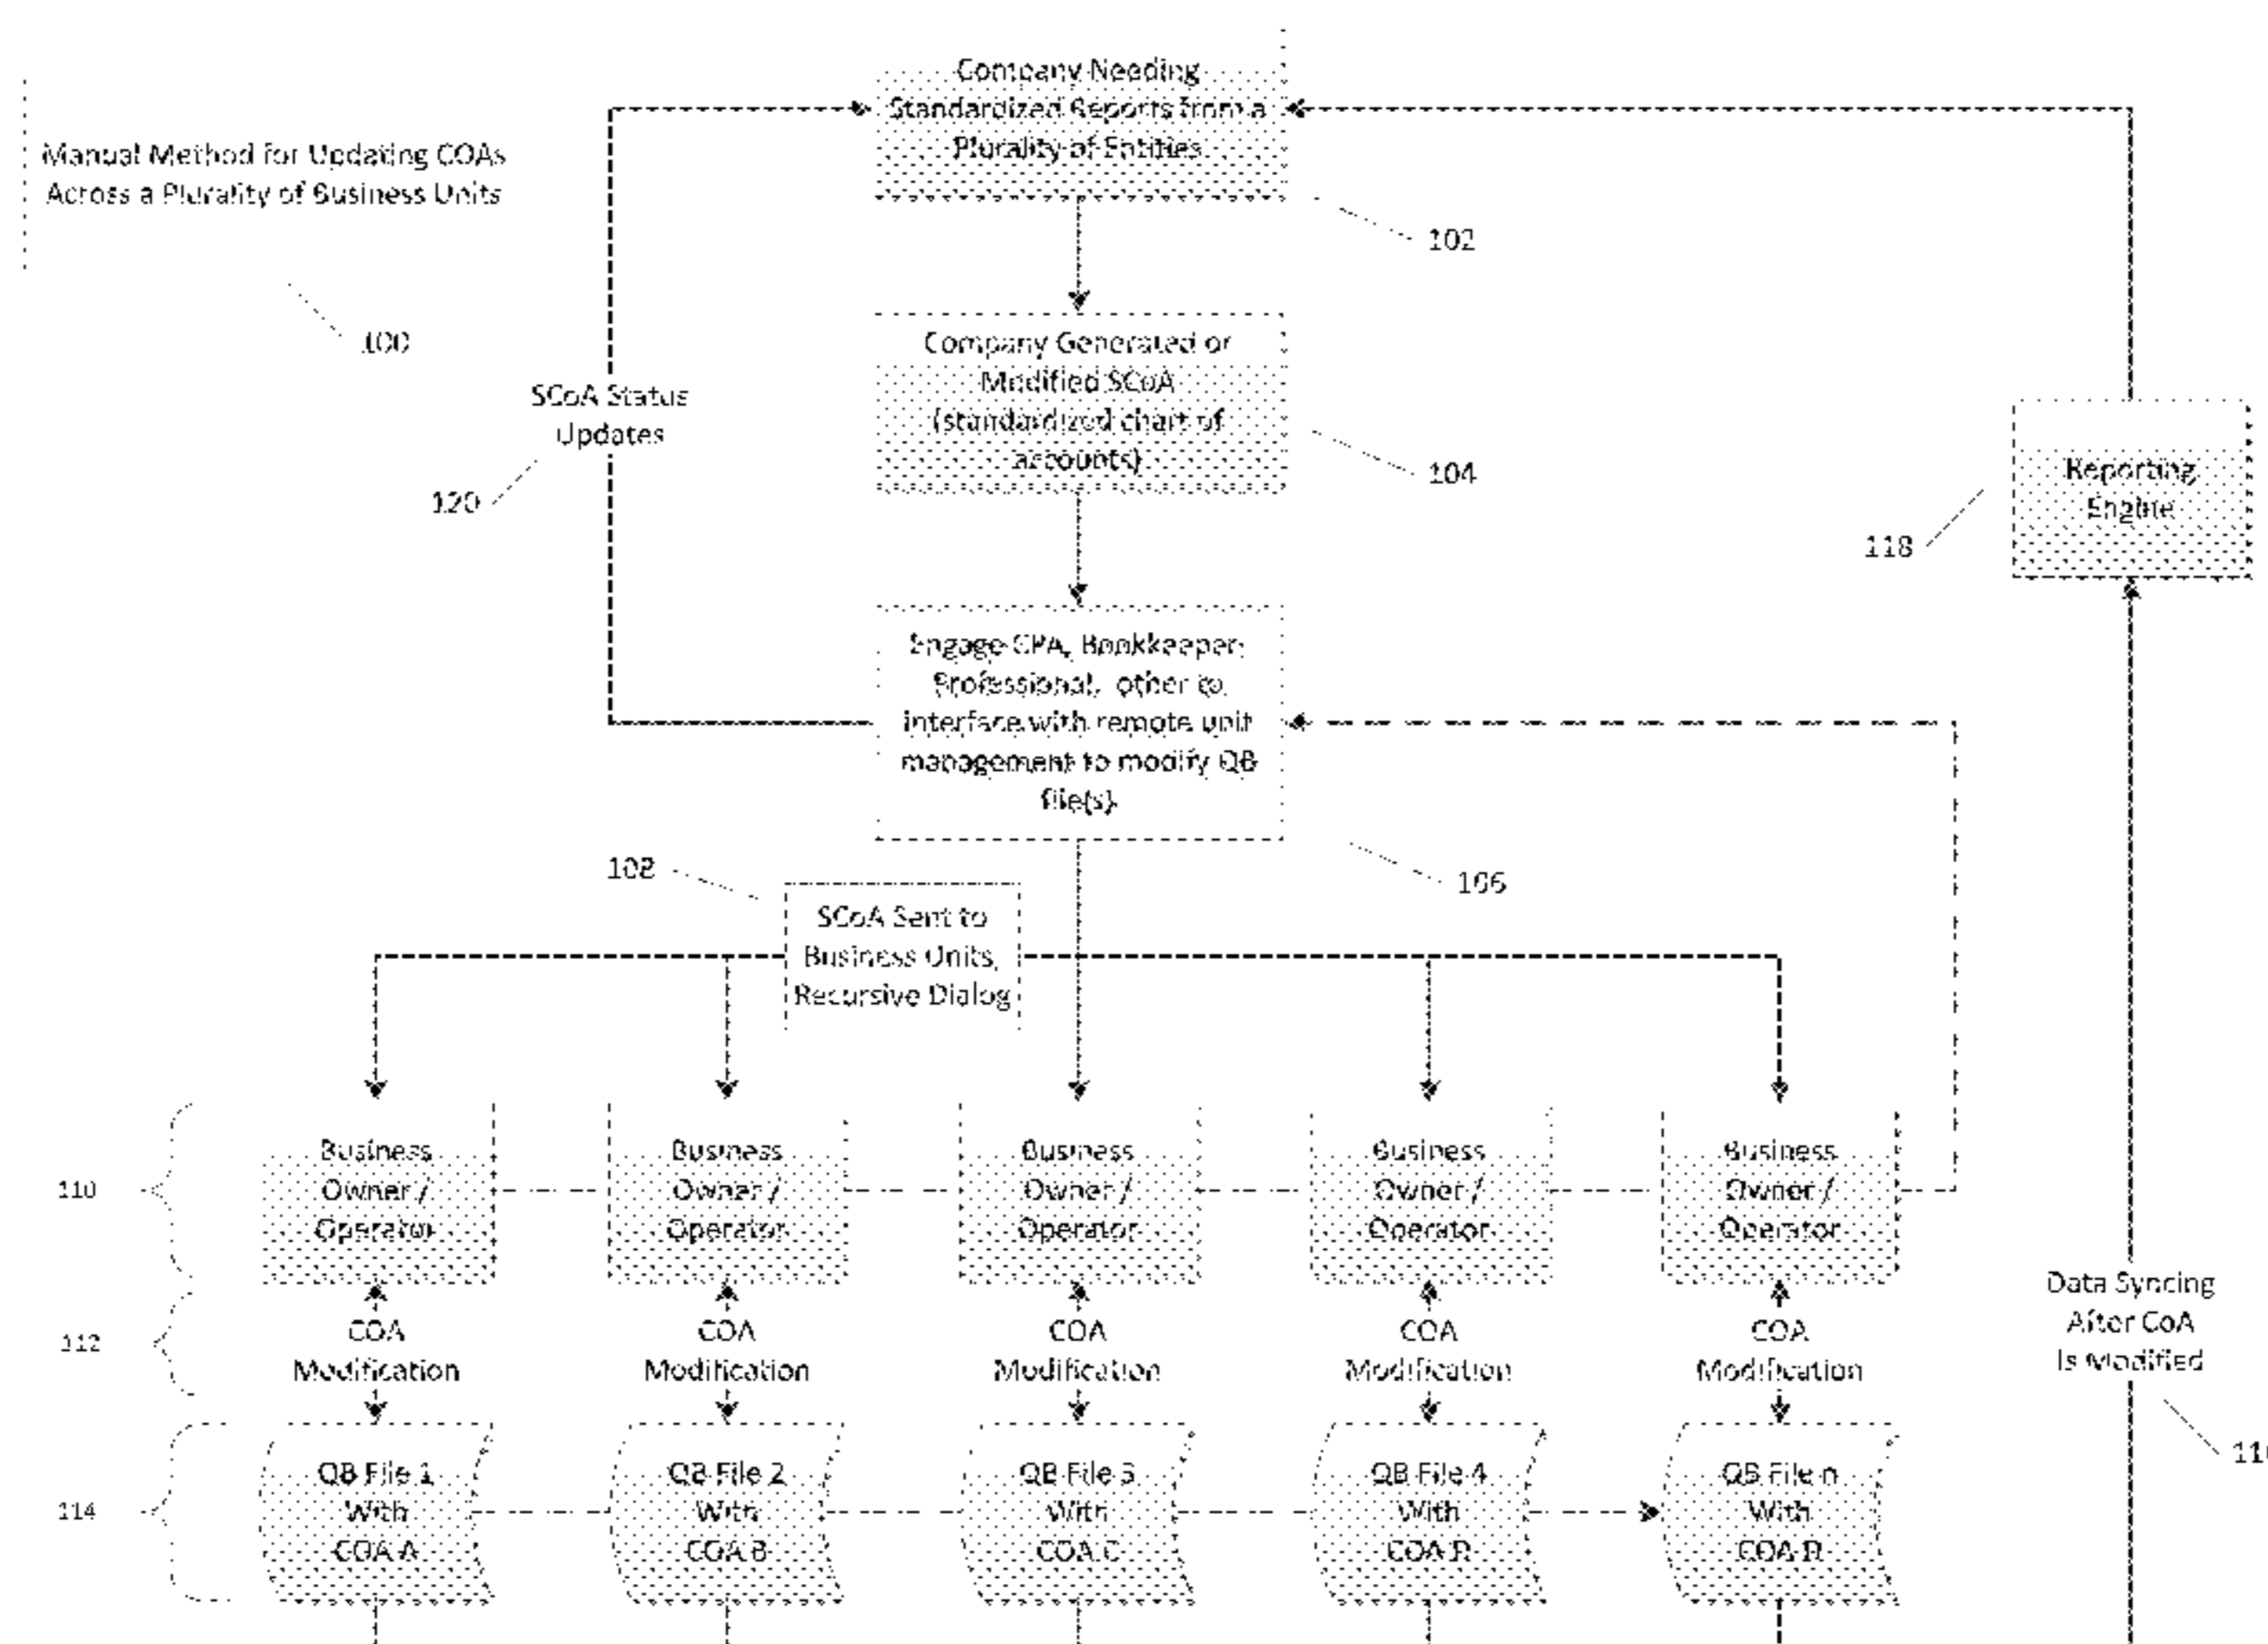 Company Needing
Standardized Reports from a
Plurality of Entities
Manual Method for Updating COAs
Across a Plurality of Business Units
102
100
Company Generated or
Modified SCoA
(standardized chart of
accounts)
104
SCoA Status
Updates
120
Reporting
Engine
118
Engage CPA, Bookkeeper,
Professional, other to
interface with remote unit
management to modify QB
file(s)
108
106
SCoA Sent to
Business Units,
Recursive Dialog
110
Business
Owner /
Operator
Business
Owner /
Operator
Business
Owner /
Operator
Business
Owner /
Operator
Business
Owner /
Operator
112
COA
Modification
COA
Modification
COA
Modification
COA
Modification
COA
Modification
Data Syncing
After CoA
Is Modified
114
QB File 1
With
COA A
QB File 2
With
COA B
QB File 3
With
COA C
QB File 4
With
QB File n
With